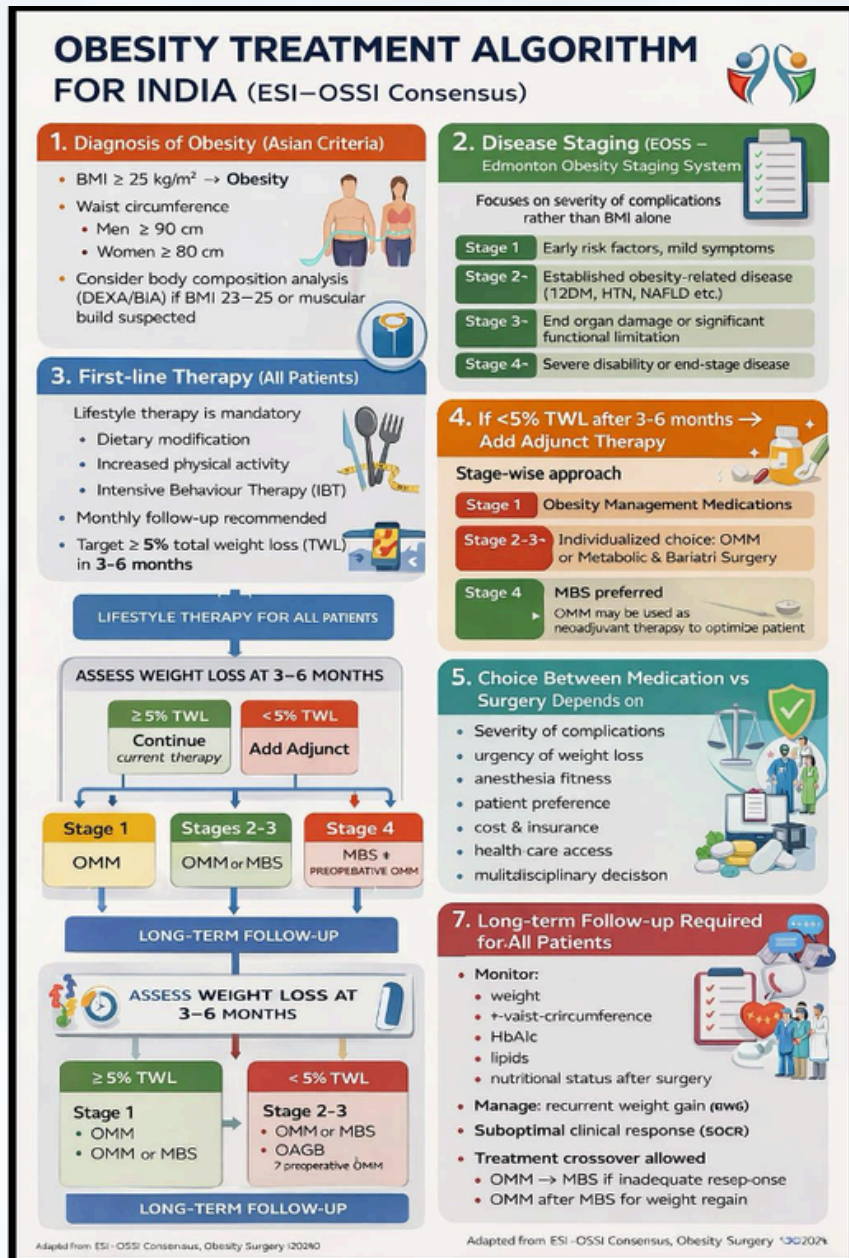 OBESITY TREATMENT ALGORITHM
FOR INDIA (ESI–OSSI Consensus)
1. Diagnosis of Obesity (Asian Criteria)
• BMI ≥ 25 kg/m² → Obesity
• Waist circumference
• Men ≥ 90 cm
• Women ≥ 80 cm
• Consider body composition analysis
(DEXA/BIA) if BMI 23–25 or muscular
build suspected
2. Disease Staging (EOSS –
Edmonton Obesity Staging System
Focuses on severity of complications
rather than BMI alone
Stage 1 Early risk factors, mild symptoms
Stage 2- Established obesity-related disease
(12DM, HTN, NAFLD etc.)
Stage 3- End organ damage or significant
functional limitation
Stage 4- Severe disability or end-stage disease
3. First-line Therapy (All Patients)
Lifestyle therapy is mandatory
• Dietary modification
• Increased physical activity
• Intensive Behaviour Therapy (IBT)
• Monthly follow-up recommended
• Target ≥ 5% total weight loss (TWL)
in 3-6 months
LIFESTYLE THERAPY FOR ALL PATIENTS
ASSESS WEIGHT LOSS AT 3–6 MONTHS
≥ 5% TWL
Continue
current therapy
< 5% TWL
Add Adjunct
Stage 1
OMM
Stages 2-3
OMM or MBS
Stage 4
MBS +
PREOPEBATIVE OMM
LONG-TERM FOLLOW-UP
ASSESS WEIGHT LOSS AT
3–6 MONTHS
≥ 5% TWL
Stage 1
• OMM
• OMM or MBS
< 5% TWL
Stage 2-3
• OMM or MBS
• OAGB
? preoperative OMM
LONG-TERM FOLLOW-UP
4. If <5% TWL after 3-6 months →
Add Adjunct Therapy
Stage-wise approach
Stage 1 Obesity Management Medications
Stage 2-3- Individualized choice: OMM
or Metabolic & Bariatri Surgery
Stage 4 MBS preferred
OMM may be used as
neoadjuvant therapsy to optimibe patient
5. Choice Between Medication vs
Surgery Depends on
• Severity of complications
• urgency of weight loss
• anesthesia fitness
• patient preference
• cost & insurance
• health-care access
• mulitdisciplinary decisson
7. Long-term Follow-up Required
for.All Patients
• Monitor:
• weight
• +-vaist-crircumference
• HbAlc
• lipids
• nutritional status after surgery
• Manage: recurrent weight gain
• Suboptimal clinical response (SOCR)
• Treatment crossover allowed
• OMM → MBS if inadequate resep-onse
• OMM after MBS for weight regain
Adapted from ESI-OSSI Consensus, Obesity Surgery
Adapted from ESI-OSSI Consensus, Obesity Surgery